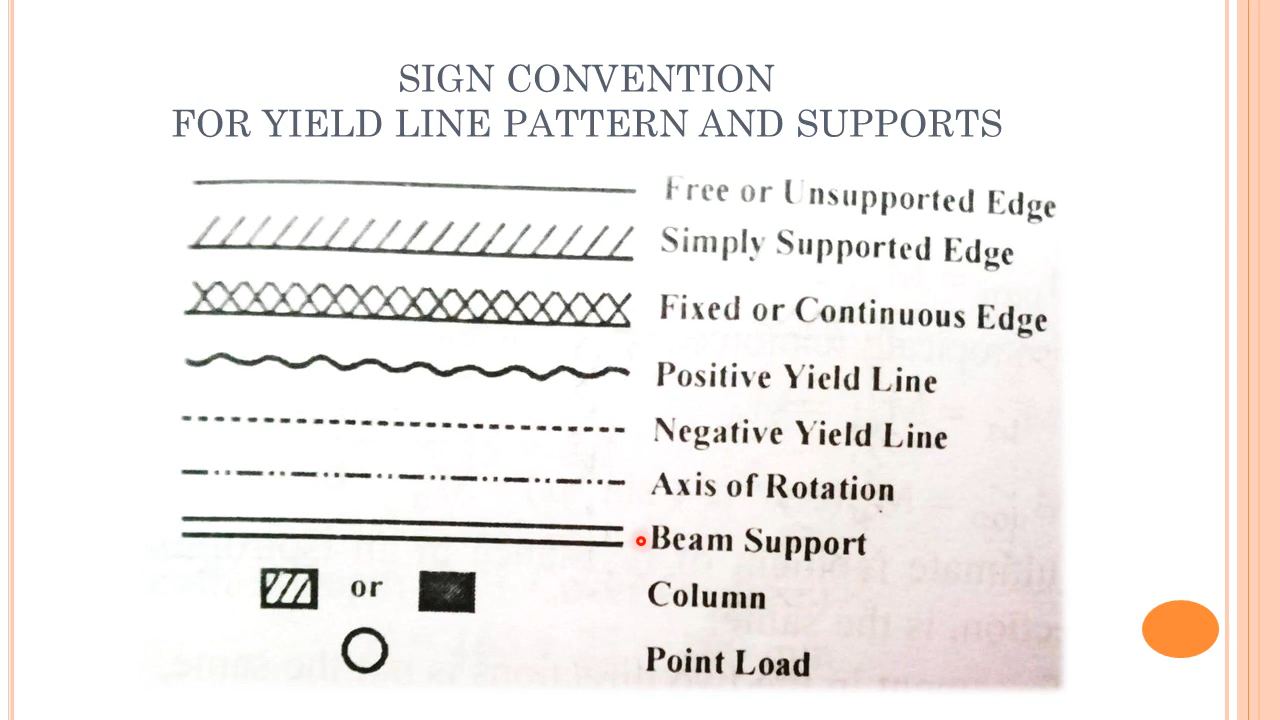 SIGN CONVENTION
FOR YIELD LINE PATTERN AND SUPPORTS
Free or Unsupported Edge
Simply Supported Edge
Fixed or Continuous Edge
Positive Yield Line
Negative Yield Line
Axis of Rotation
Beam Support
or
Column
Point Load